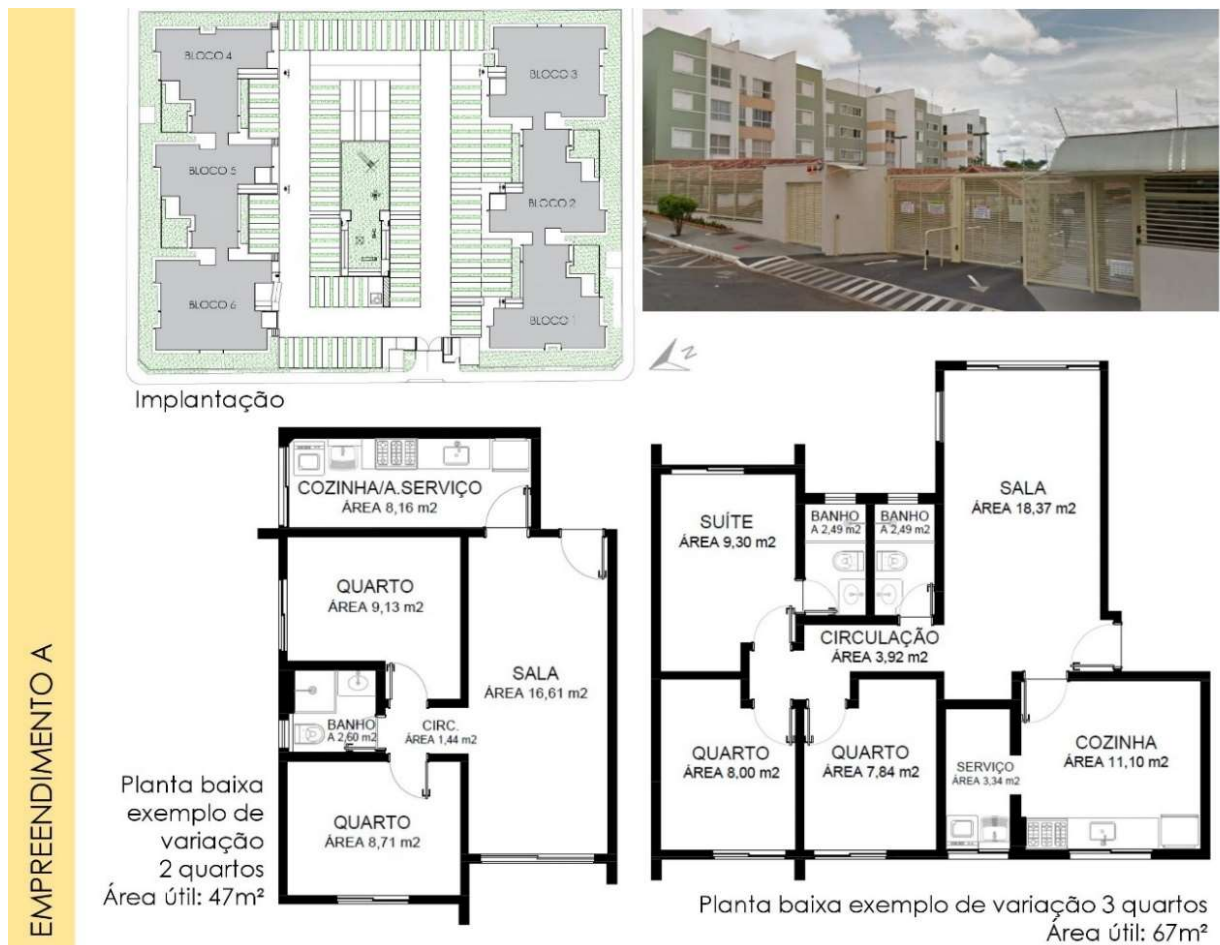 EMPREENDIMENTO A
BLOCO 4
BLOCO 3
BLOCO 5
BLOCO 2
BLOCO 6
BLOCO 1
N
Implantação
COZINHA/A.SERVIÇO
ÁREA 8,16 m2
QUARTO
ÁREA 9,13 m2
SALA
ÁREA 16,61 m2
BANHO
A 2,60 m2
CIRC.
ÁREA 1,44 m2
QUARTO
ÁREA 8,71 m2
Planta baixa
exemplo de
variação
2 quartos
Área útil: 47m²
SUÍTE
ÁREA 9,30 m2
BANHO
A 2,49 m2
BANHO
A 2,49 m2
SALA
ÁREA 18,37 m2
CIRCULAÇÃO
ÁREA 3,92 m2
QUARTO
ÁREA 8,00 m2
QUARTO
ÁREA 7,84 m2
SERVIÇO
ÁREA 3,34 m2
COZINHA
ÁREA 11,10 m2
Planta baixa exemplo de variação 3 quartos
Área útil: 67m²